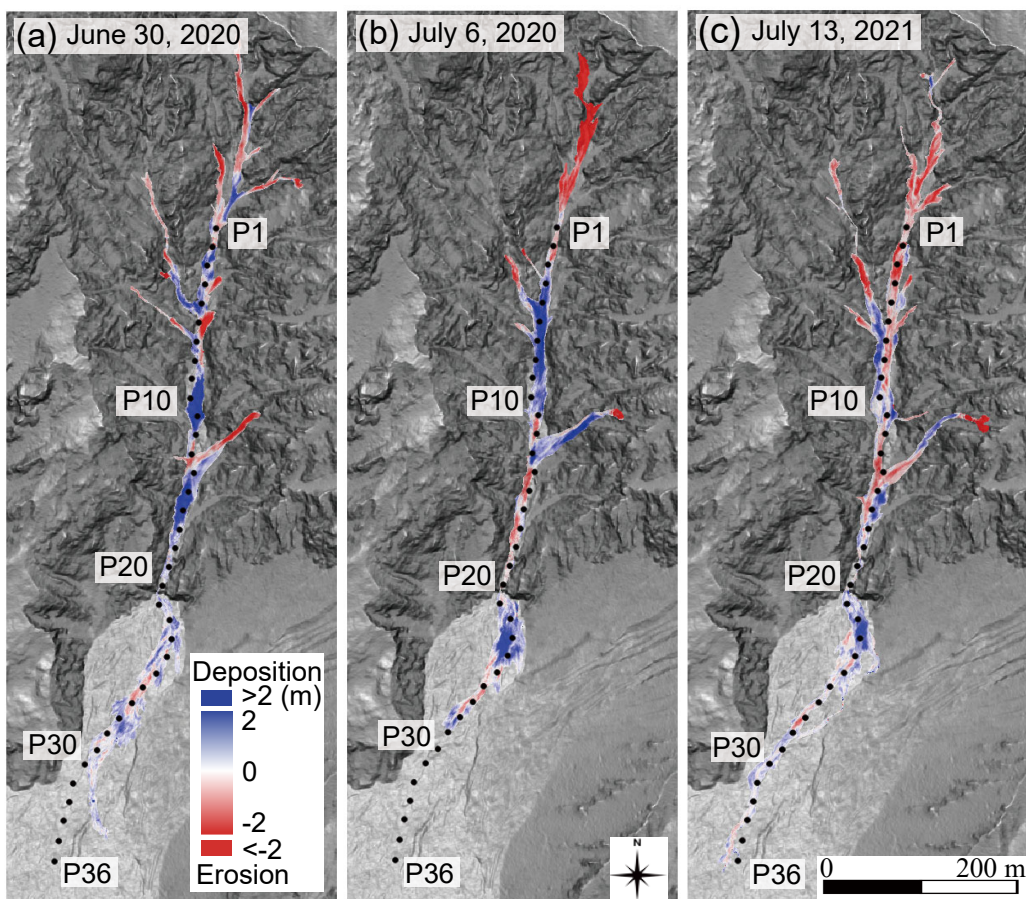 (a) June 30, 2020
P1
P10
P20
P30
P36
Deposition
>2 (m)
2
0
-2
<-2
Erosion
(b) July 6, 2020
P1
P10
P20
P30
P36
N
(c) July 13, 2021
P1
P10
P20
P30
P36
0 200 m